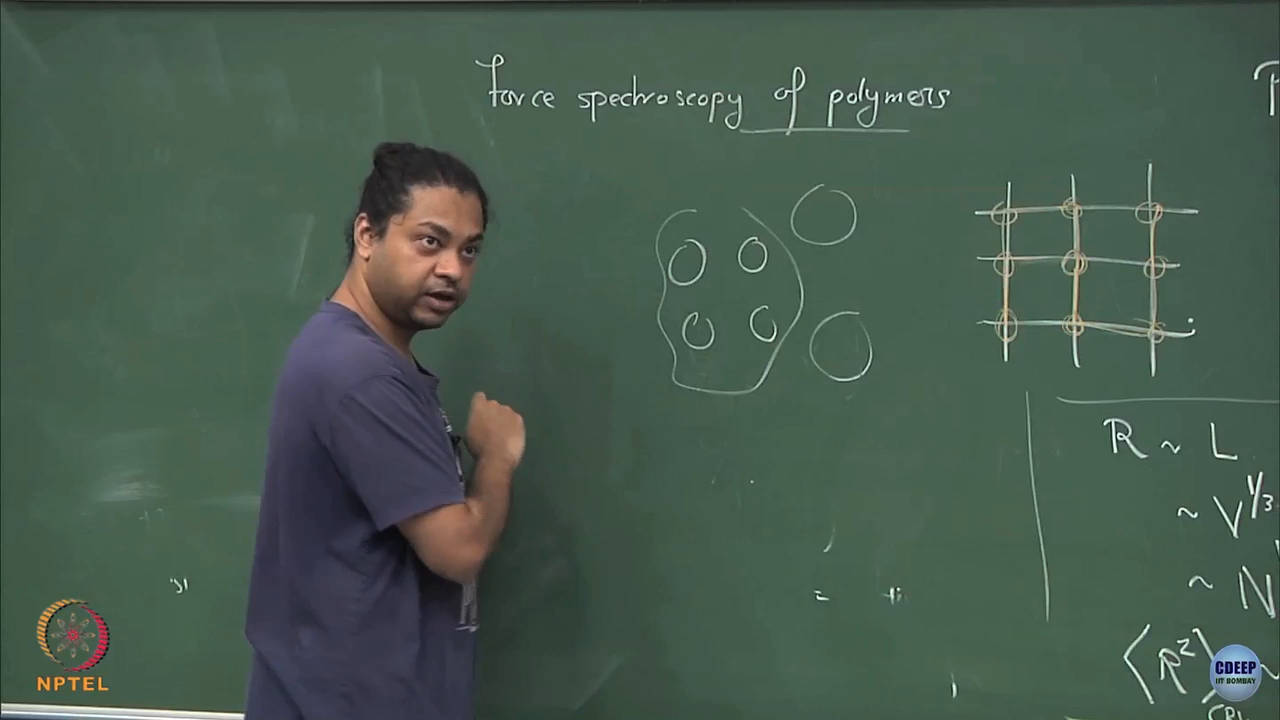 Force spectroscopy of polymers
R ~ L
~ V^1/3
~ N
⟨R²⟩ ~
NPTEL
CDEEP
IIT BOMBAY